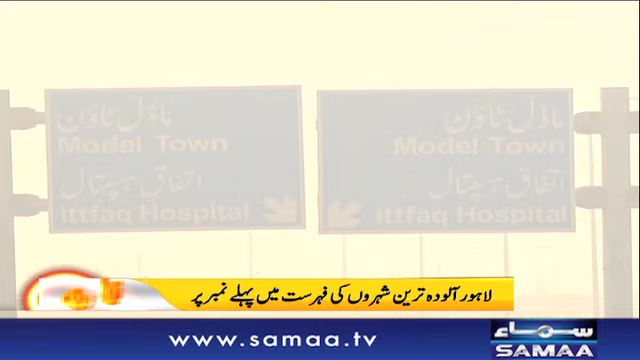 ماڈل ٹاؤن
Model Town
اتفاق ہسپتال
Ittfaq Hospital
ماڈل ٹاؤن
Model Town
اتفاق ہسپتال
Ittfaq Hospital
لاہور آلودہ ترین شہروں کی فہرست میں پہلے نمبر پر
www.samaa.tv
سماء
SAMAA